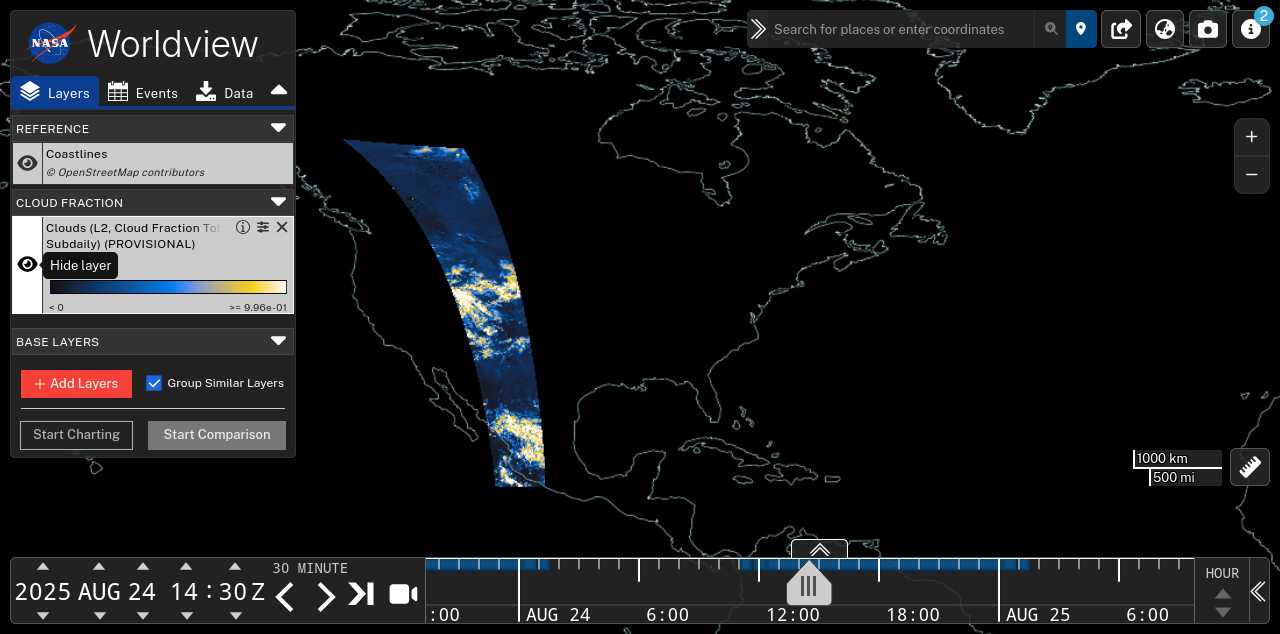 NASA
Worldview
Search for places or enter coordinates
2
Layers
Events
Data
REFERENCE
Coastlines
© OpenStreetMap contributors
CLOUD FRACTION
Clouds (L2, Cloud Fraction To
Subdaily) (PROVISIONAL)
Hide layer
< 0
>= 9.96e-01
BASE LAYERS
+ Add Layers
Group Similar Layers
Start Charting
Start Comparison
1000 km
500 mi
2025 AUG 24 14 : 30 Z
30 MINUTE
:00
AUG 24
6:00
12:00
18:00
AUG 25
6:00
HOUR